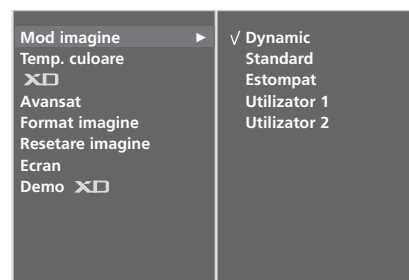 Mod imagine ► √ Dynamic
Temp. culoare Standard
XD Estompat
Avansat Utilizator 1
Format imagine Utilizator 2
Resetare imagine
Ecran
Demo XD